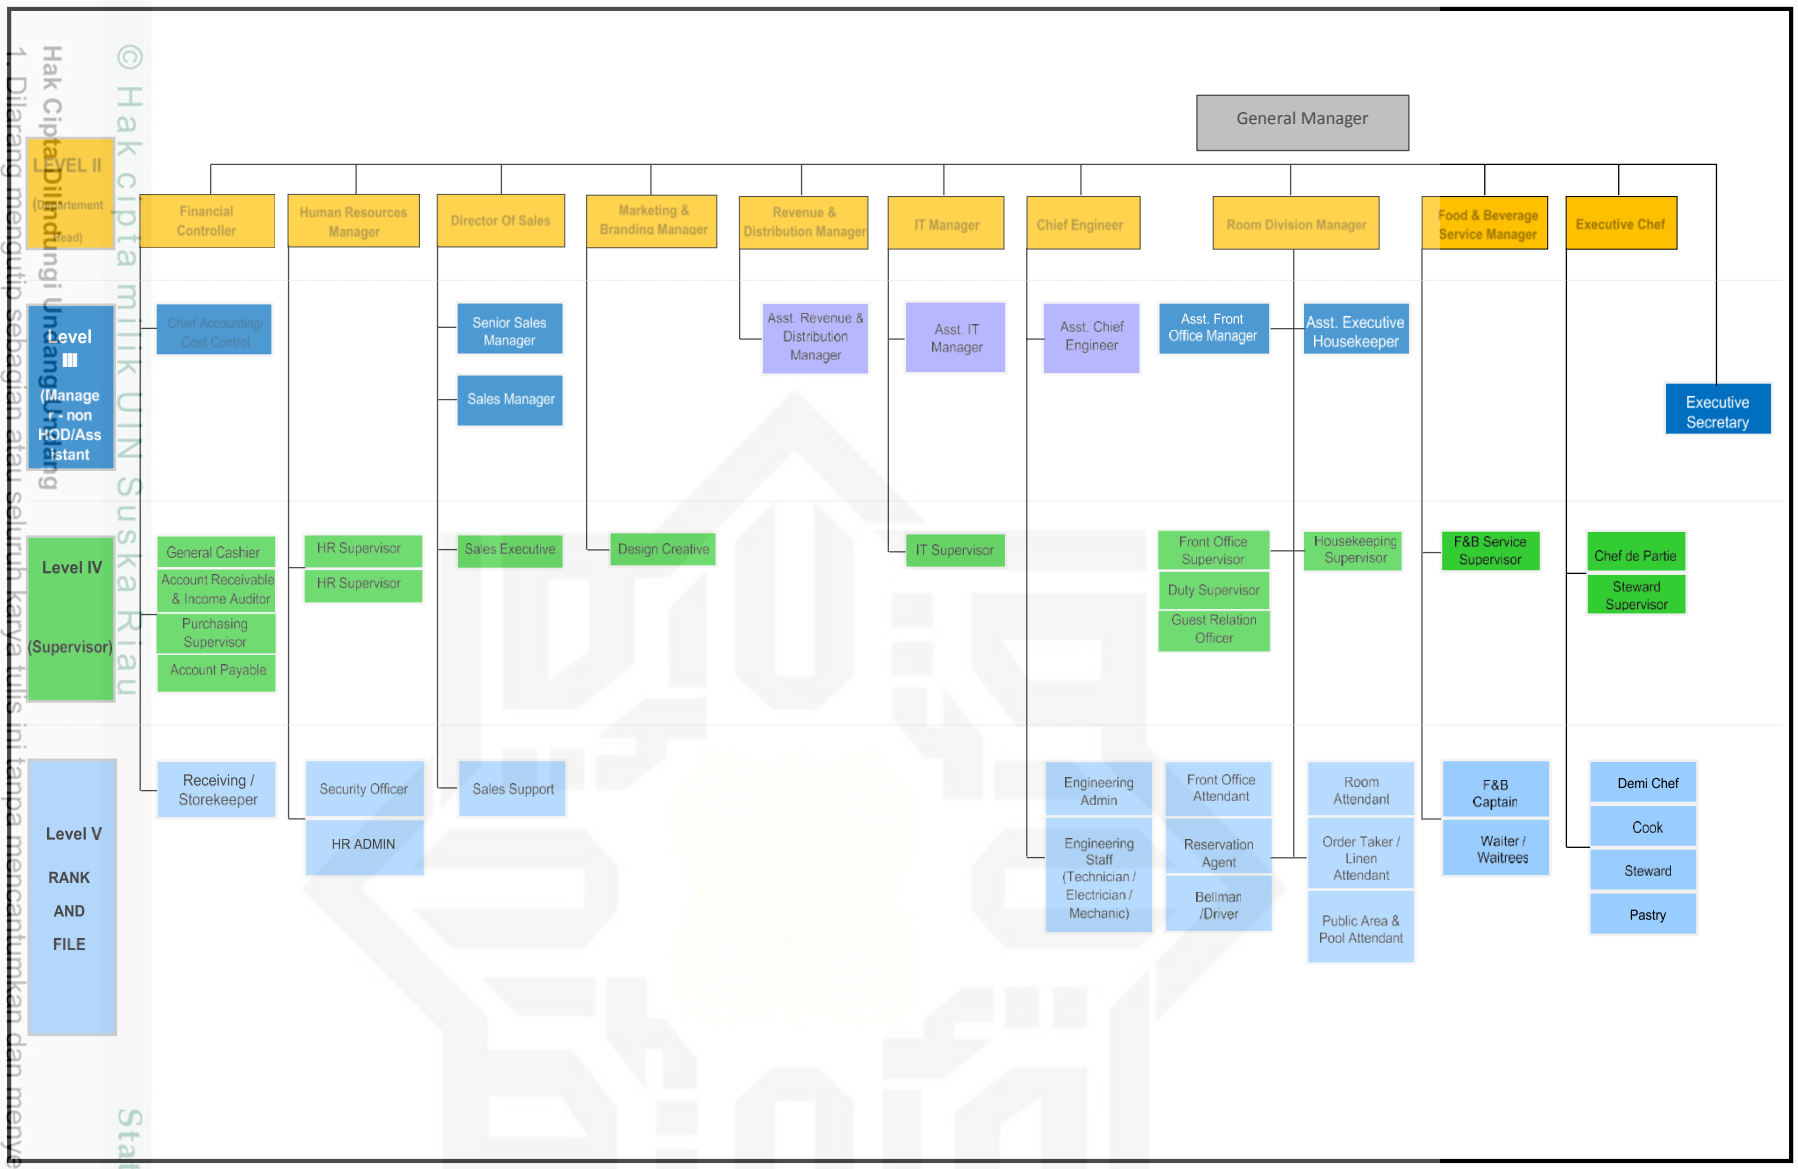 General Manager
LEVEL II
(Departement
Head)
Financial
Controller
Human Resources
Manager
Director Of Sales
Marketing &
Branding Manager
Revenue &
Distribution Manager
IT Manager
Chief Engineer
Room Division Manager
Food & Beverage
Service Manager
Executive Chef
Level
III
(Manage
r - non
HOD/Ass
istant
Chief Accounting/
Cost Control
Senior Sales
Manager
Sales Manager
Asst. Revenue &
Distribution
Manager
Asst. IT
Manager
Asst. Chief
Engineer
Asst. Front
Office Manager
Asst. Executive
Housekeeper
Executive
Secretary
Level IV
(Supervisor)
General Cashier
Account Receivable
& Income Auditor
Purchasing
Supervisor
Account Payable
HR Supervisor
HR Supervisor
Sales Executive
Design Creative
IT Supervisor
Front Office
Supervisor
Duty Supervisor
Guest Relation
Officer
Housekeeping
Supervisor
F&B Service
Supervisor
Chef de Partie
Steward
Supervisor
Level V
RANK
AND
FILE
Receiving /
Storekeeper
Security Officer
HR ADMIN
Sales Support
Engineering
Admin
Engineering
Staff
(Technician /
Electrician /
Mechanic)
Front Office
Attendant
Reservation
Agent
Bellman
/Driver
Room
Attendant
Order Taker /
Linen
Attendant
Public Area &
Pool Attendant
F&B
Captain
Waiter /
Waitrees
Demi Chef
Cook
Steward
Pastry
© Hak cipta milik UIN Suska Riau
Stat
Hak Cipta Dilindungi Undang-Undang
1. Dilarang mengutip sebagian atau seluruh karya tulis ini tanpa mencantumkan dan menye